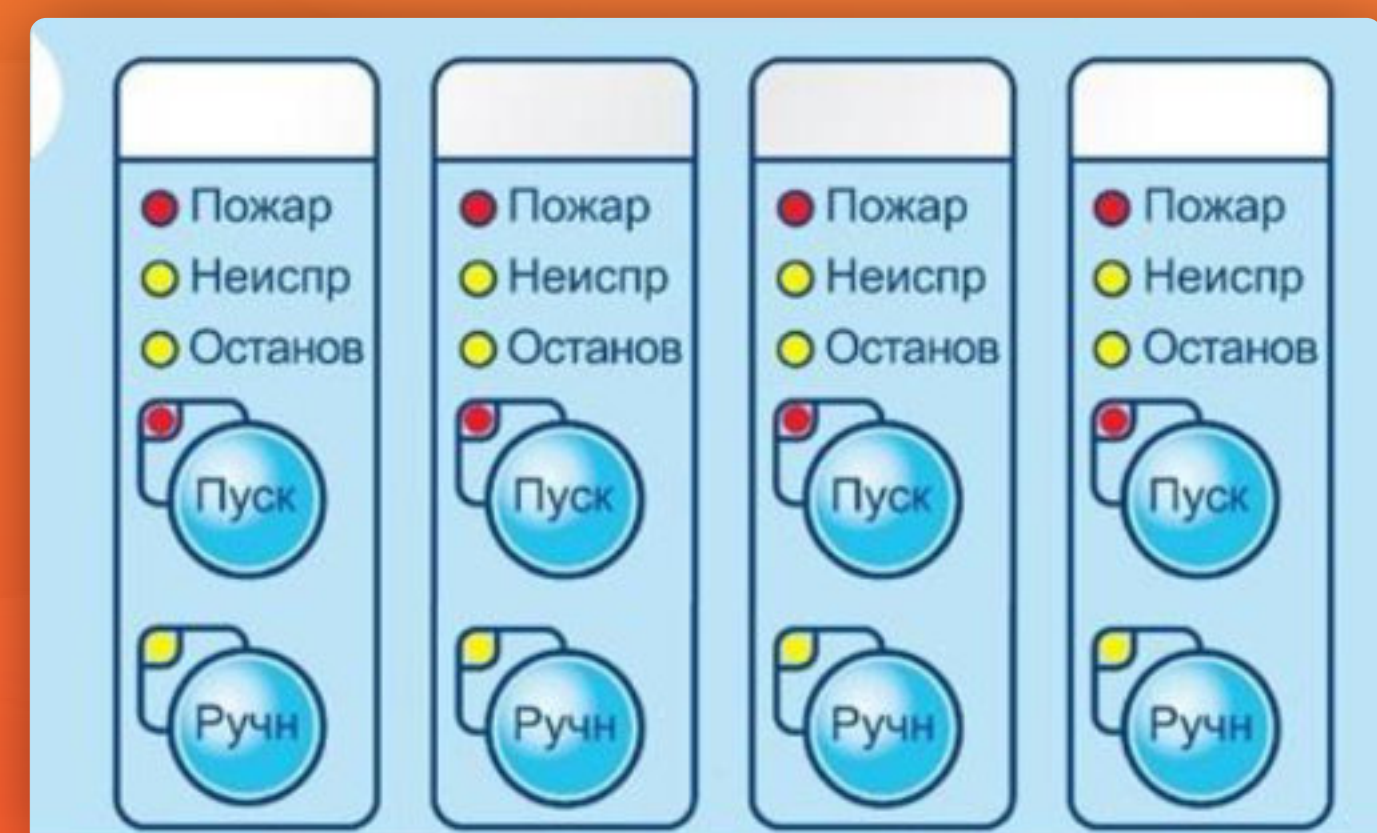 Пожар
Неиспр
Останов
Пуск
Ручн
Пожар
Неиспр
Останов
Пуск
Ручн
Пожар
Неиспр
Останов
Пуск
Ручн
Пожар
Неиспр
Останов
Пуск
Ручн